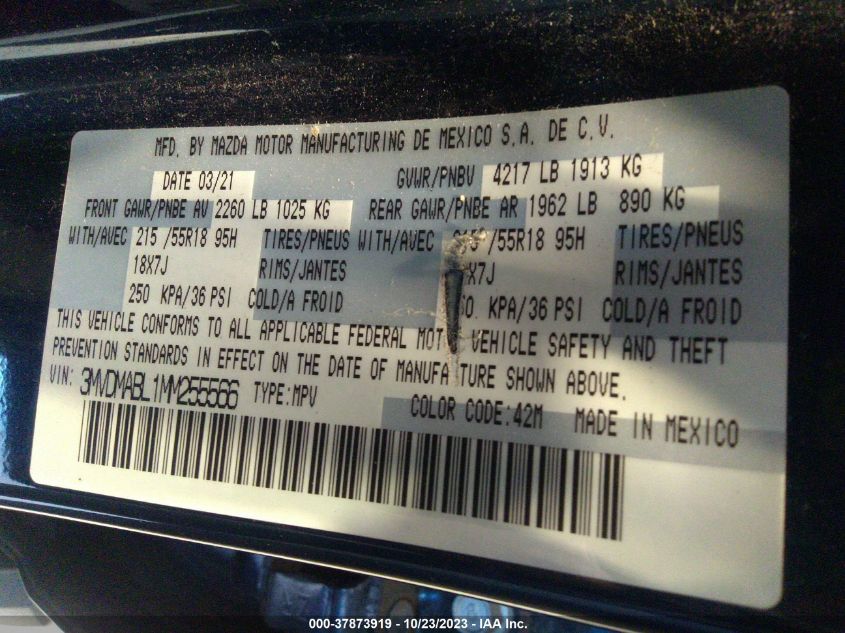 MFD. BY MAZDA MOTOR MANUFACTURING DE MEXICO S.A. DE C.V.
DATE 03/21 GVWR/PNBV 4217 LB 1913 KG
FRONT GAWR/PNBE AV 2260 LB 1025 KG REAR GAWR/PNBE AR 1962 LB 890 KG
WITH/AVEC 215 /55R18 95H TIRES/PNEUS WITH/AVEC 215 /55R18 95H TIRES/PNEUS
18X7J RIMS/JANTES X7J RIMS/JANTES
250 KPA/36 PSI COLD/A FROID KPA/36 PSI COLD/A FROID
THIS VEHICLE CONFORMS TO ALL APPLICABLE FEDERAL MOT VEHICLE SAFETY AND THEFT
PREVENTION STANDARDS IN EFFECT ON THE DATE OF MANUFA TURE SHOWN ABOVE.
VIN: 3MVDMABL1MM255566 TYPE:MPV
COLOR CODE:42M MADE IN MEXICO
000-37873919 - 10/23/2023 - IAA Inc.